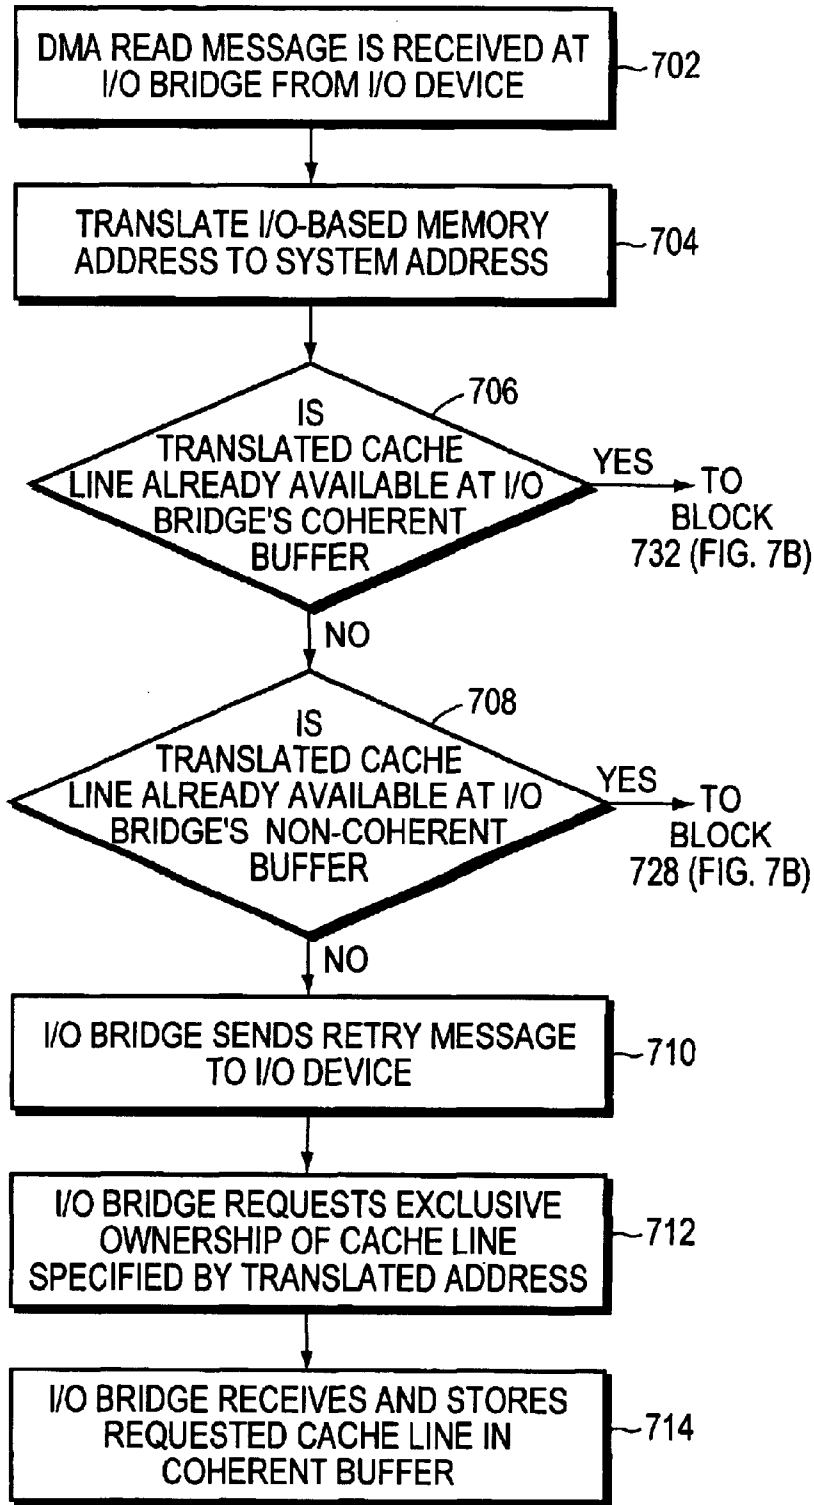 DMA READ MESSAGE IS RECEIVED AT
I/O BRIDGE FROM I/O DEVICE
702
TRANSLATE I/O-BASED MEMORY
ADDRESS TO SYSTEM ADDRESS
704
706
IS
TRANSLATED CACHE
LINE ALREADY AVAILABLE AT I/O
BRIDGE'S COHERENT
BUFFER
YES
TO
BLOCK
732 (FIG. 7B)
NO
708
IS
TRANSLATED CACHE
LINE ALREADY AVAILABLE AT I/O
BRIDGE'S NON-COHERENT
BUFFER
YES
TO
BLOCK
728 (FIG. 7B)
NO
I/O BRIDGE SENDS RETRY MESSAGE
TO I/O DEVICE
710
I/O BRIDGE REQUESTS EXCLUSIVE
OWNERSHIP OF CACHE LINE
SPECIFIED BY TRANSLATED ADDRESS
712
I/O BRIDGE RECEIVES AND STORES
REQUESTED CACHE LINE IN
COHERENT BUFFER
714